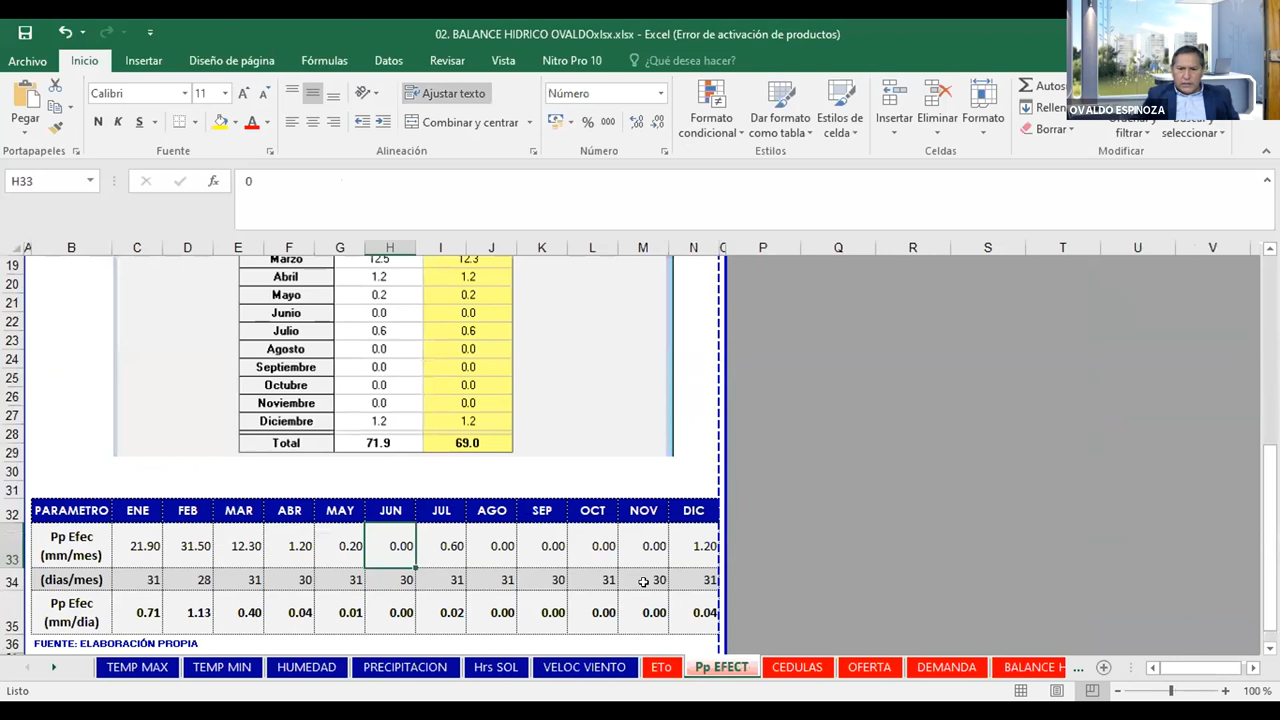 02. BALANCE HIDRICO OVALDOxlsx.xlsx - Excel (Error de activación de productos)
Archivo Inicio Insertar Diseño de página Fórmulas Datos Revisar Vista Nitro Pro 10 ¿Qué desea hacer?
Calibri 11 Ajustar texto Número Autos
OVALDO ESPINOZA
Pegar N K S Combinar y centrar % 000 Formato condicional Dar formato como tabla Estilos de celda Insertar Eliminar Formato Rellen Borrar filtrar seleccionar
Portapapeles Fuente Alineación Número Estilos Celdas Modificar
H33 fx 0
A B C D E F G H I J K L M N P Q R S T U V
19 Marzo 12.5 12.3
20 Abril 1.2 1.2
21 Mayo 0.2 0.2
22 Junio 0.0 0.0
23 Julio 0.6 0.6
24 Agosto 0.0 0.0
25 Septiembre 0.0 0.0
26 Octubre 0.0 0.0
27 Noviembre 0.0 0.0
28 Diciembre 1.2 1.2
29 Total 71.9 69.0
30
31
32 PARAMETRO ENE FEB MAR ABR MAY JUN JUL AGO SEP OCT NOV DIC
33 Pp Efec (mm/mes) 21.90 31.50 12.30 1.20 0.20 0.00 0.60 0.00 0.00 0.00 0.00 1.20
34 (dias/mes) 31 28 31 30 31 30 31 31 30 31 30 31
35 Pp Efec (mm/dia) 0.71 1.13 0.40 0.04 0.01 0.00 0.02 0.00 0.00 0.00 0.00 0.04
36 FUENTE: ELABORACIÓN PROPIA
TEMP MAX TEMP MIN HUMEDAD PRECIPITACION Hrs SOL VELOC VIENTO ETo Pp EFECT CEDULAS OFERTA DEMANDA BALANCE H ...
Listo 100 %